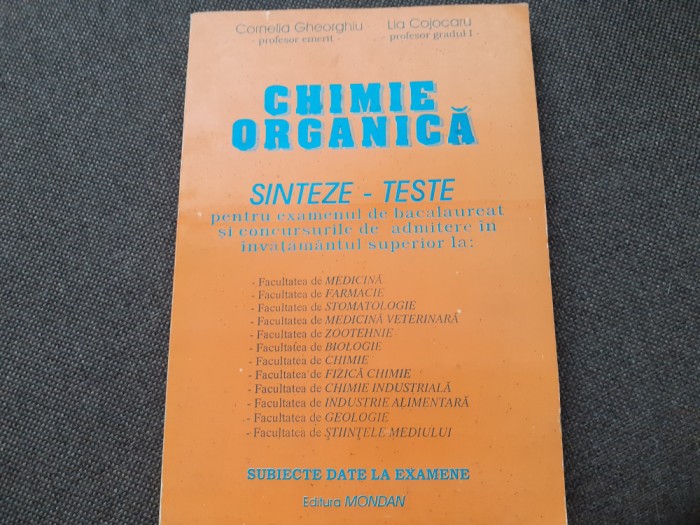 Cornelia Gheorghiu Lia Cojocaru
- profesor emerit - - profesor gradul I -
CHIMIE
ORGANICĂ
SINTEZE - TESTE
pentru examenul de bacalaureat
și concursurile de admitere în
învațamântul superior la:
- Facultatea de MEDICINĂ
- Facultatea de FARMACIE
- Facultatea de STOMATOLOGIE
- Facultatea de MEDICINĂ VETERINARĂ
- Facultatea de ZOOTEHNIE
- Facultatea de BIOLOGIE
- Facultatea de CHIMIE
- Facultatea de FIZICĂ CHIMIE
- Facultatea de CHIMIE INDUSTRIALĂ
- Facultatea de INDUSTRIE ALIMENTARĂ
- Facultatea de GEOLOGIE
- Facultatea de ȘTIINȚELE MEDIULUI
SUBIECTE DATE LA EXAMENE
Editura MONDAN